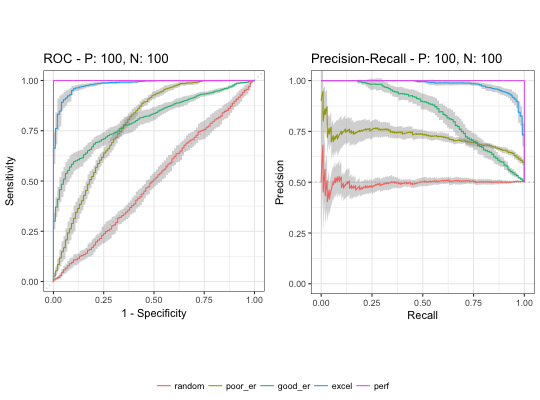 ROC - P: 100, N: 100
1.00
0.75
0.50
0.25
0.00
Sensitivity
0.00 0.25 0.50 0.75 1.00
1 - Specificity
Precision-Recall - P: 100, N: 100
1.00
0.75
0.50
0.25
0.00
Precision
0.00 0.25 0.50 0.75 1.00
Recall
random poor_er good_er excel perf